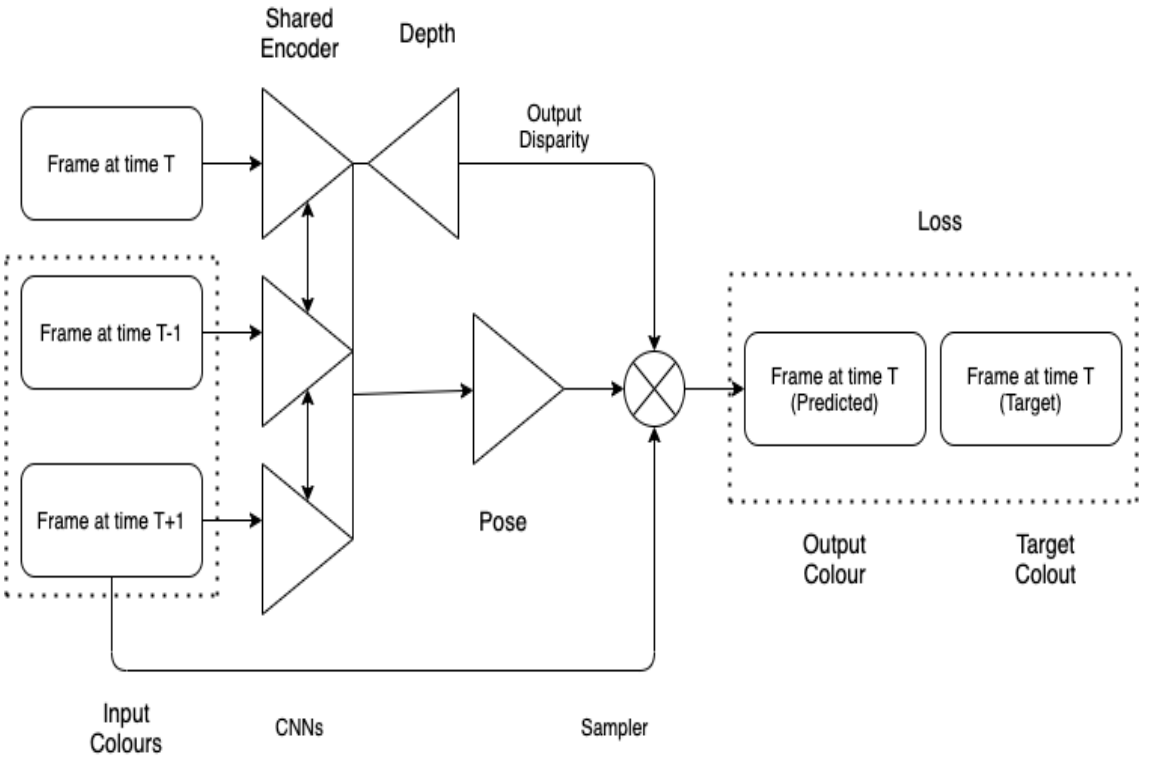 Shared
Encoder
Depth
Output
Disparity
Frame at time T
Loss
Frame at time T-1
Frame at time T
(Predicted)
Frame at time T
(Target)
Frame at time T+1
Pose
Output
Colour
Target
Colout
Input
Colours
CNNs
Sampler